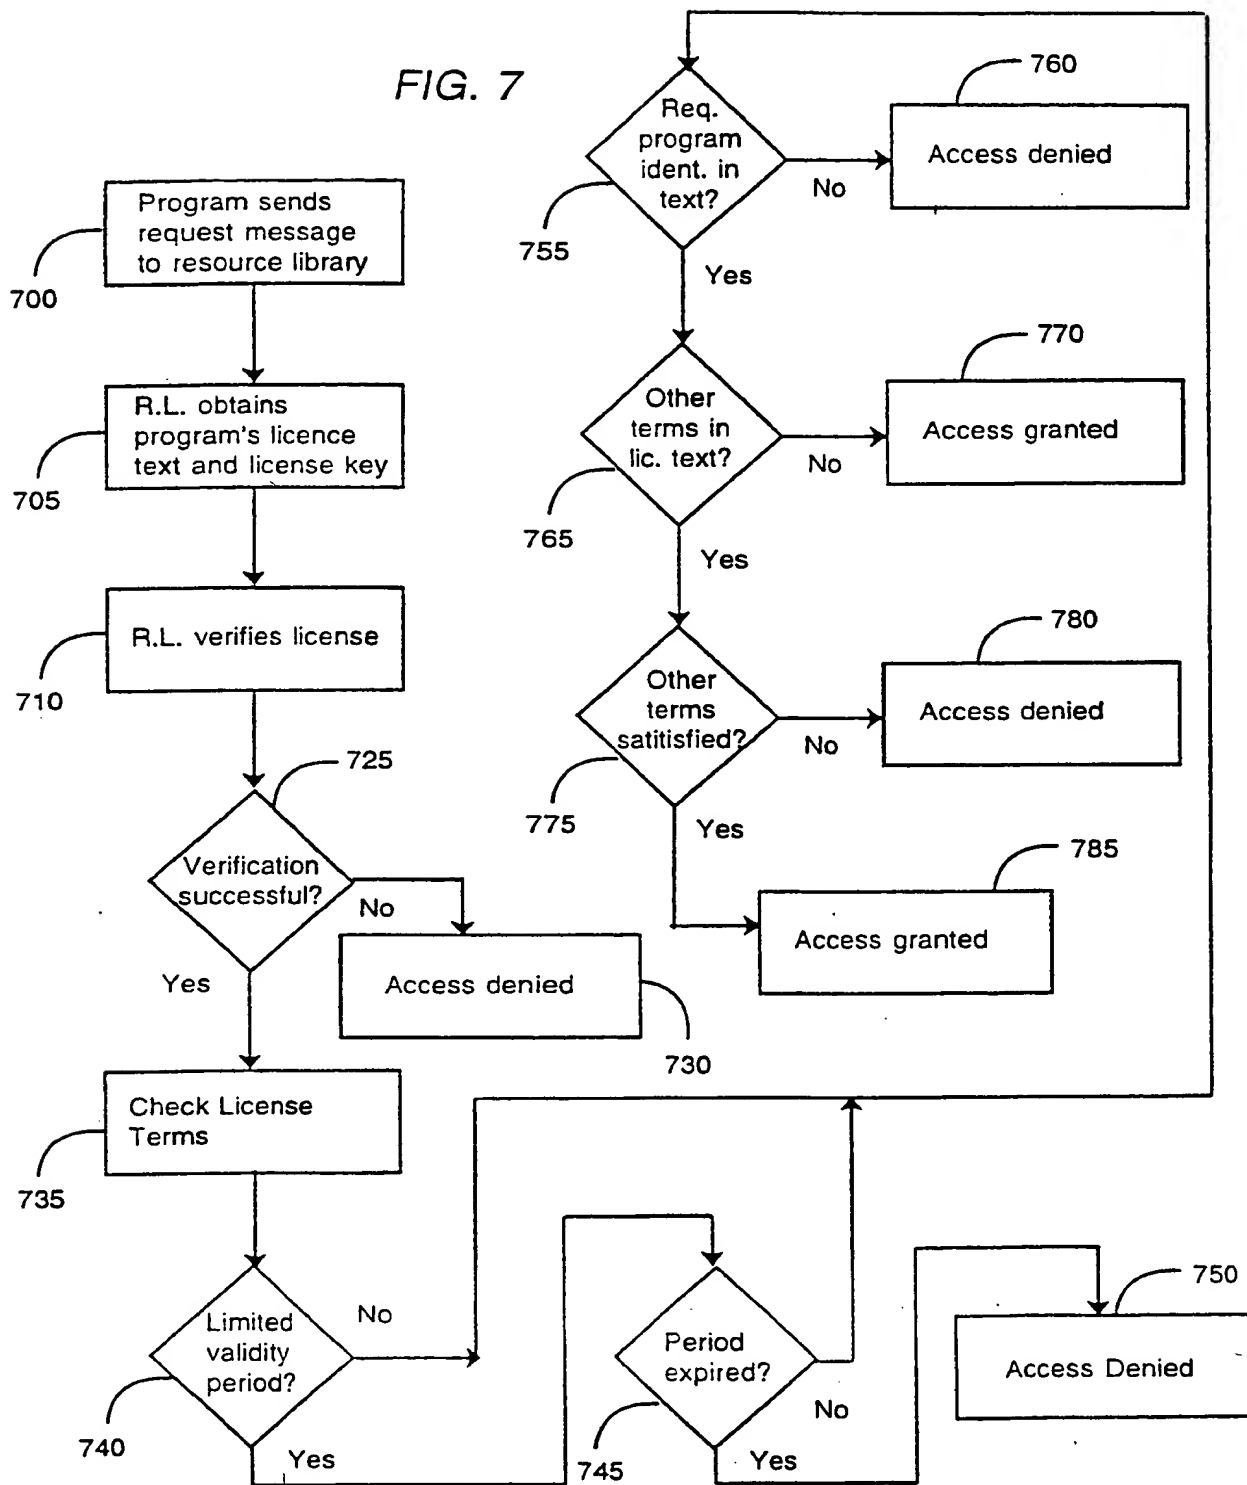 FIG. 7
Program sends
request message
to resource library
700
R.L. obtains
program's licence
text and license key
705
R.L. verifies license
710
725
Verification
successful?
No
Yes
Access denied
730
Check License
Terms
735
Limited
validity
period?
No
740
Yes
Period
expired?
No
745
Yes
750
Access Denied
Req.
program
ident. in
text?
755
No
760
Access denied
Yes
Other
terms in
lic. text?
765
No
770
Access granted
Yes
Other
terms
satitisfied?
775
No
780
Access denied
Yes
785
Access granted